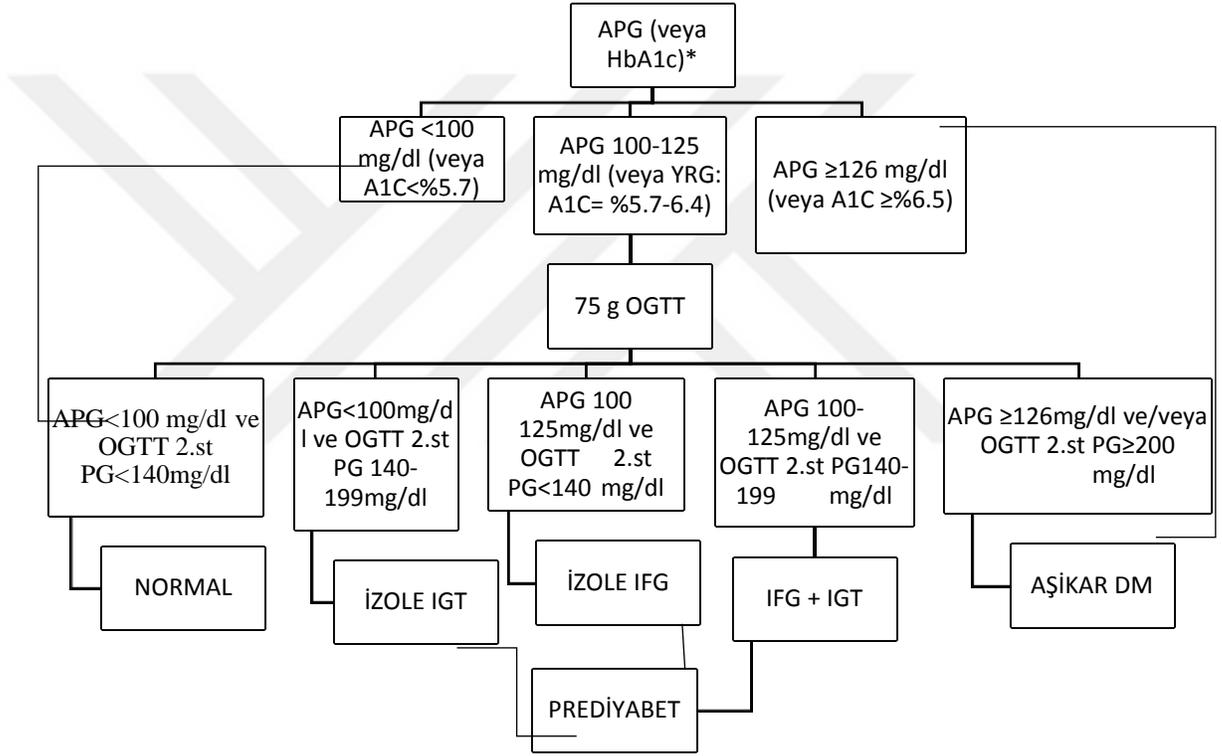 APG (veya
HbA1c)*
APG <100
mg/dl (veya
A1C<%5.7)
APG 100-125
mg/dl (veya YRG:
A1C= %5.7-6.4)
APG ≥126 mg/dl
(veya A1C ≥%6.5)
75 g OGTT
APG<100 mg/dl ve
OGTT 2.st
PG<140mg/dl
APG<100mg/d
l ve OGTT 2.st
PG 140-
199mg/dl
APG 100
125mg/dl ve
OGTT 2.st
PG<140 mg/dl
APG 100-
125mg/dl ve
OGTT 2.st PG140-
199 mg/dl
APG ≥126mg/dl ve/veya
OGTT 2.st PG≥200
mg/dl
NORMAL
İZOLE IGT
İZOLE IFG
IFG + IGT
AŞİKAR DM
PREDİYABET